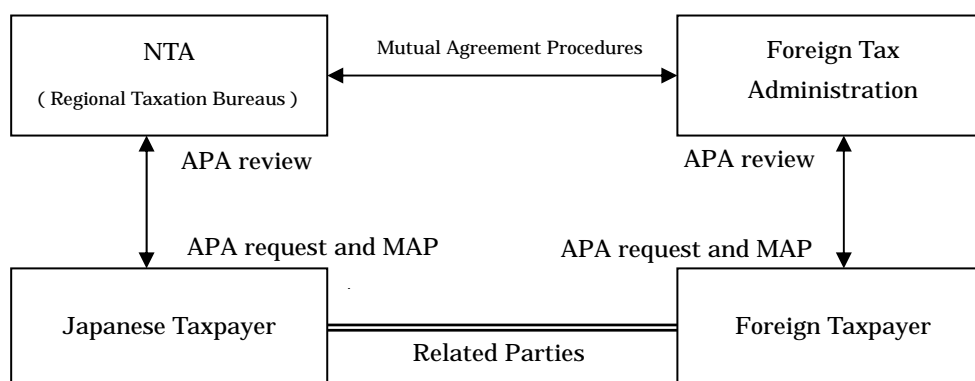 NTA
( Regional Taxation Bureaus )
Mutual Agreement Procedures
Foreign Tax
Administration
APA review
APA review
APA request and MAP
APA request and MAP
Japanese Taxpayer
Related Parties
Foreign Taxpayer